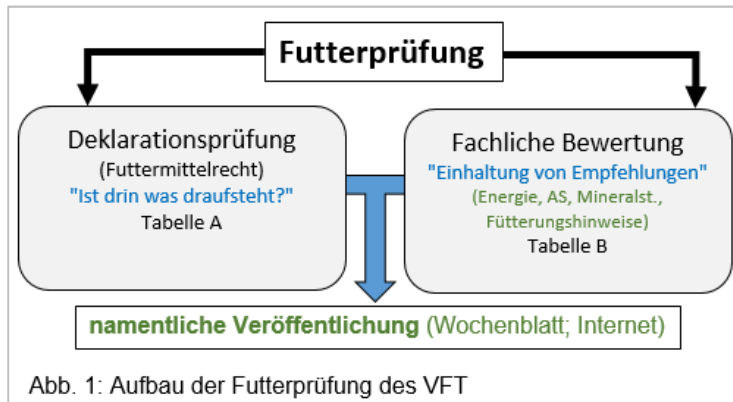 Futterprüfung
Deklarationsprüfung
(Futtermittelrecht)
"Ist drin was draufsteht?"
Tabelle A
Fachliche Bewertung
"Einhaltung von Empfehlungen"
(Energie, AS, Mineralst.,
Fütterungshinweise)
Tabelle B
namentliche Veröffentlichung (Wochenblatt; Internet)
Abb. 1: Aufbau der Futterprüfung des VFT